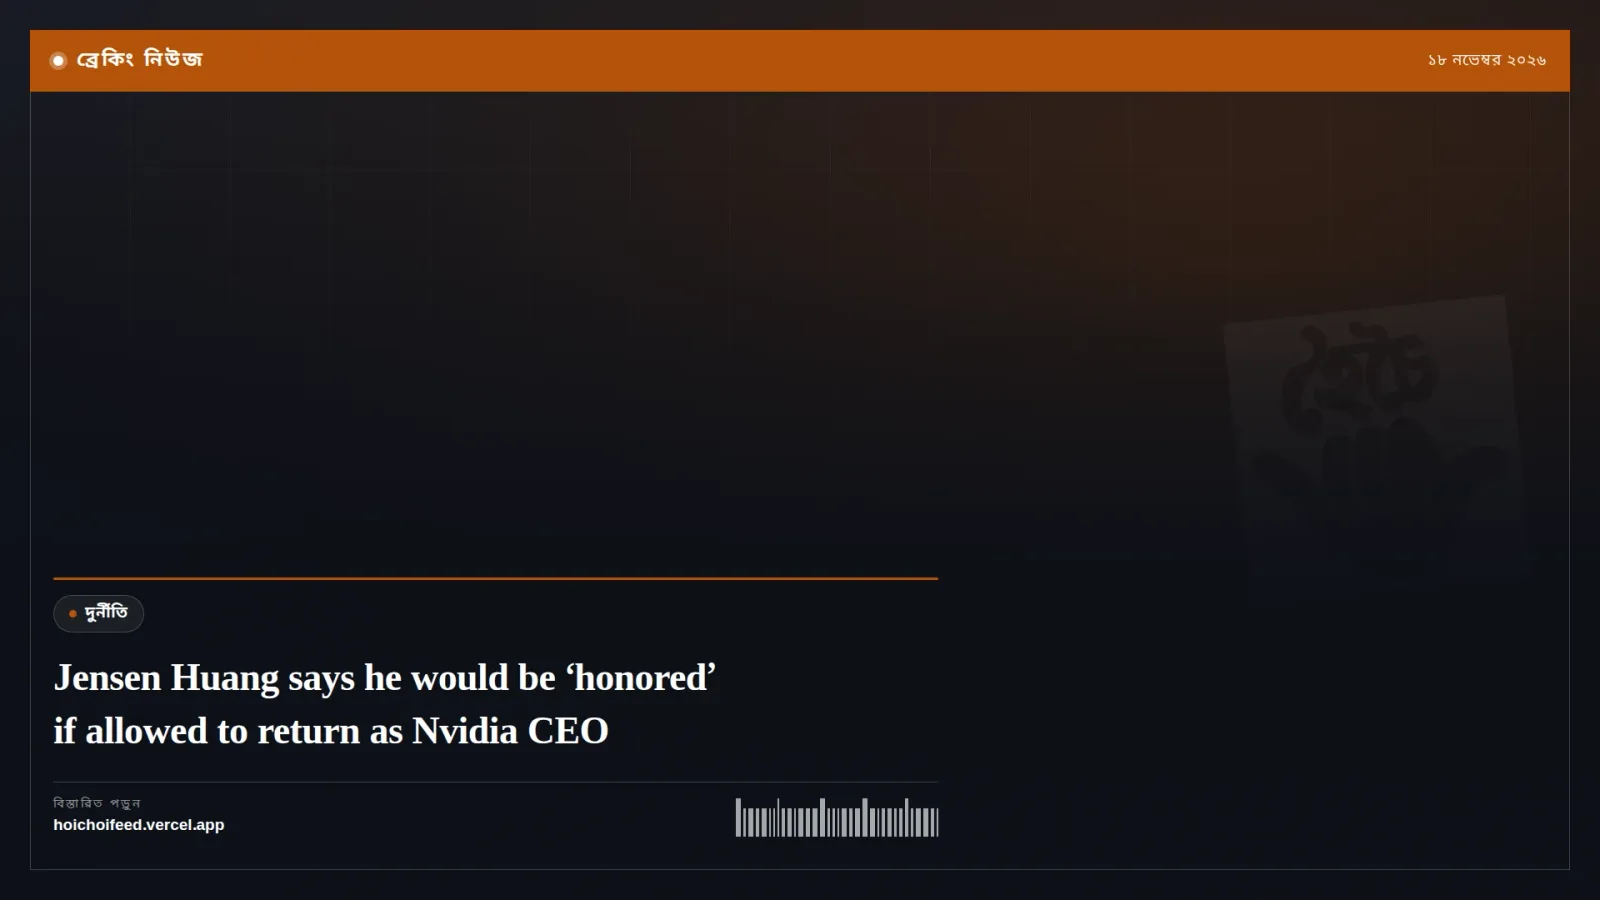 ব্রেকিং নিউজ
১৮ নভেম্বর ২০২৬
হৈচৈ
দুর্নীতি
Jensen Huang says he would be ‘honored’
if allowed to return as Nvidia CEO
বিস্তারিত পড়ুন
hoichoifeed.vercel.app